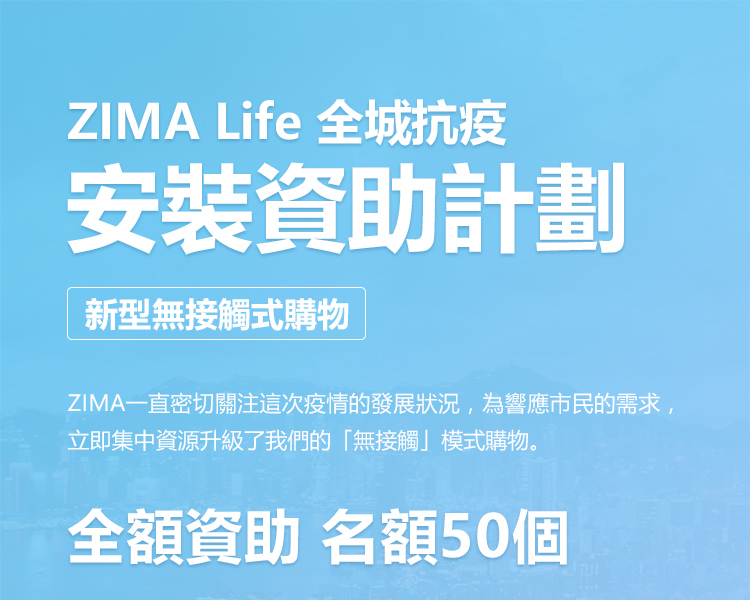 ZIMA Life 全城抗疫
安裝資助計劃
新型無接觸式購物
ZIMA一直密切關注這次疫情的發展狀況，為響應市民的需求，
立即集中資源升級了我們的「無接觸」模式購物。
全額資助 名額50個